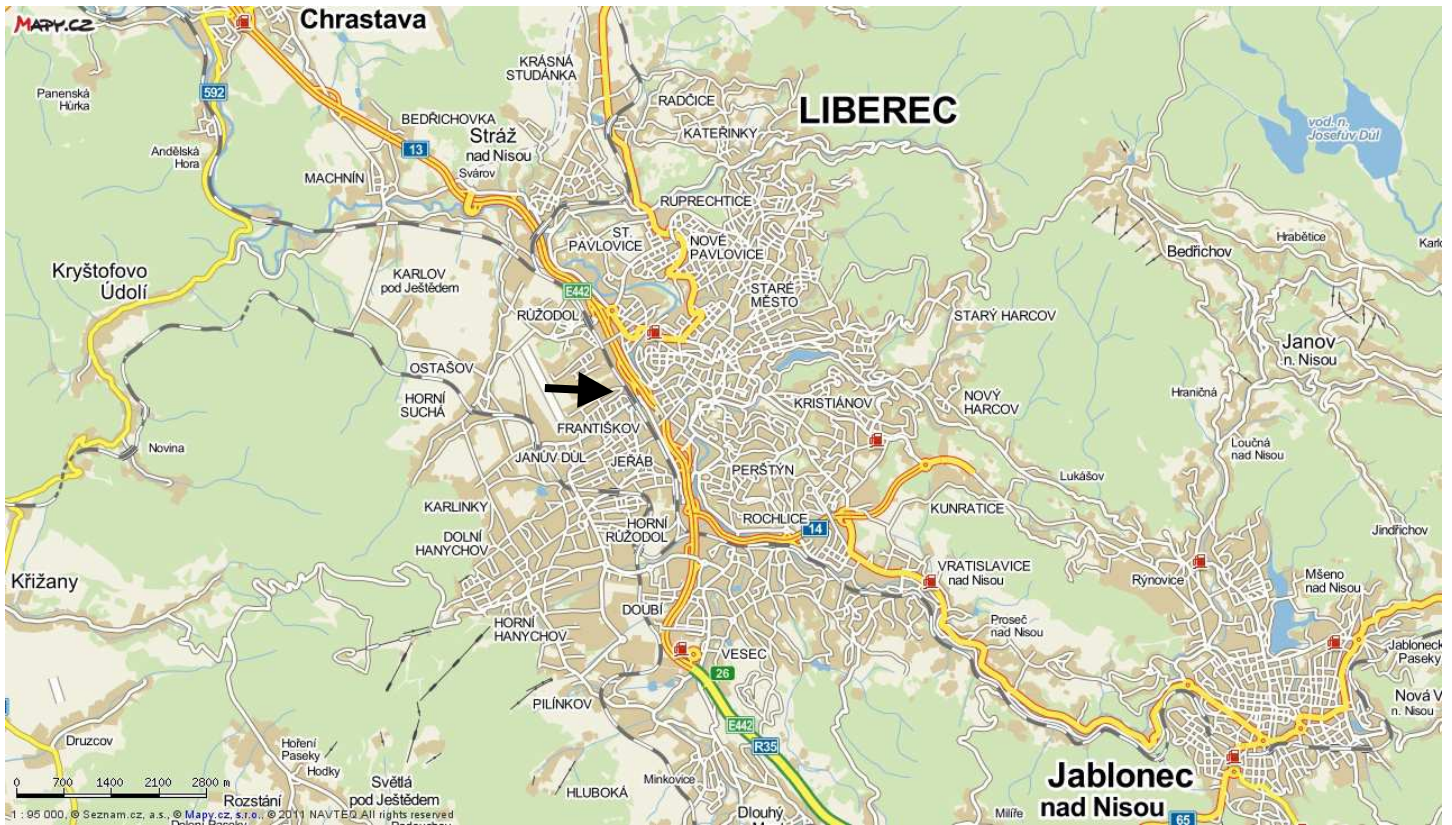 MAPY.CZ
Chrastava
KRÁSNÁ
STUDÁNKA
592
Panenská
Hůrka
RADČICE
LIBEREC
BEDŘICHOVKA
Stráž
nad Nisou
KATEŘINKY
vod. n.
Josefův Důl
13
Andělská
Hora
Svárov
MACHNÍN
RUPRECHTICE
ST.
PAVLOVICE
NOVÉ
PAVLOVICE
Hrabětice
Bedřichov
Kryštofovo
Údolí
KARLOV
pod Ještědem
E442
STARÉ
MĚSTO
RŮŽODOL
STARÝ HARCOV
Janov
n. Nisou
OSTAŠOV
HORNÍ
SUCHÁ
KRISTIÁNOV
NOVÝ
HARCOV
Hraničná
FRANTIŠKOV
Novina
Loučná
nad Nisou
JANŮV DŮL
JEŘÁB
PERŠTÝN
Lukášov
KARLINKY
KUNRATICE
HORNÍ
RŮŽODOL
ROCHLICE
14
DOLNÍ
HANYCHOV
Jindřichov
Křižany
VRATISLAVICE
nad Nisou
Rýnovice
Mšeno
nad Nisou
DOUBÍ
HORNÍ
HANYCHOV
Proseč
nad Nisou
VESEC
Jablonecké
Paseky
26
PILÍNKOV
E442
Nová V
n. Nisou
R35
Druzcov
Hoření
Paseky
Hodky
0 700 1400 2100 2800 m
Světlá
pod Ještědem
Minkovice
Jablonec
nad Nisou
Rozstání
HLUBOKÁ
Dlouhý
Milíře
65
1 : 95 000, © Seznam.cz, a.s., © Mapy.cz, s.r.o., © 2011 NAVTEQ All rights reserved